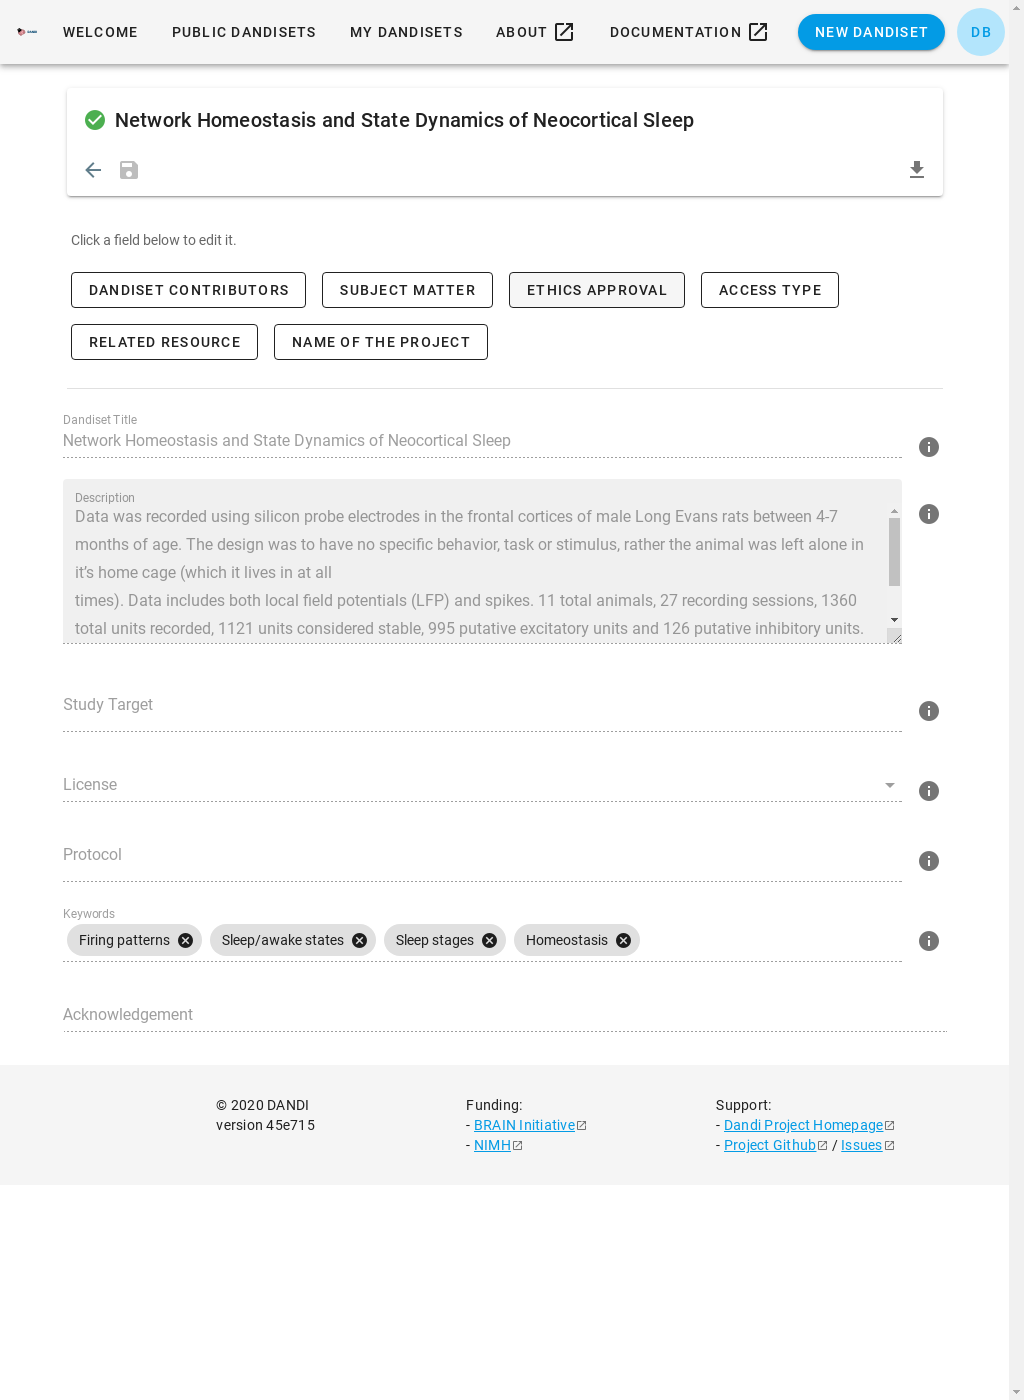 DANDI
WELCOME
PUBLIC DANDISETS
MY DANDISETS
ABOUT
DOCUMENTATION
NEW DANDISET
DB
Network Homeostasis and State Dynamics of Neocortical Sleep
Click a field below to edit it.
DANDISET CONTRIBUTORS
SUBJECT MATTER
ETHICS APPROVAL
ACCESS TYPE
RELATED RESOURCE
NAME OF THE PROJECT
Dandiset Title
Network Homeostasis and State Dynamics of Neocortical Sleep
Description
Data was recorded using silicon probe electrodes in the frontal cortices of male Long Evans rats between 4-7
months of age. The design was to have no specific behavior, task or stimulus, rather the animal was left alone in
it’s home cage (which it lives in at all
times). Data includes both local field potentials (LFP) and spikes. 11 total animals, 27 recording sessions, 1360
total units recorded, 1121 units considered stable, 995 putative excitatory units and 126 putative inhibitory units.
Study Target
License
Protocol
Keywords
Firing patterns
Sleep/awake states
Sleep stages
Homeostasis
Acknowledgement
© 2020 DANDI
version 45e715
Funding:
- BRAIN Initiative
- NIMH
Support:
- Dandi Project Homepage
- Project Github / Issues